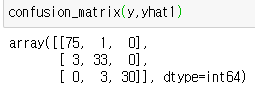 confusion_matrix(y,yhat1)
array([[75,  1,  0],
       [ 3, 33,  0],
       [ 0,  3, 30]], dtype=int64)